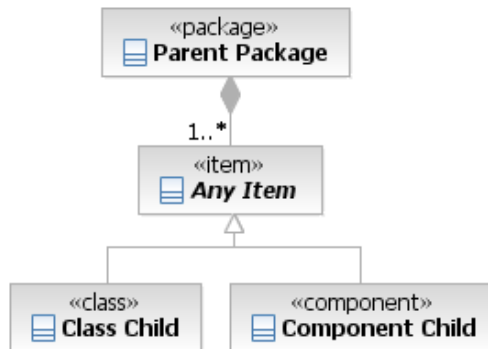 «package»
Parent Package
1..*
«item»
Any Item
«class»
Class Child
«component»
Component Child